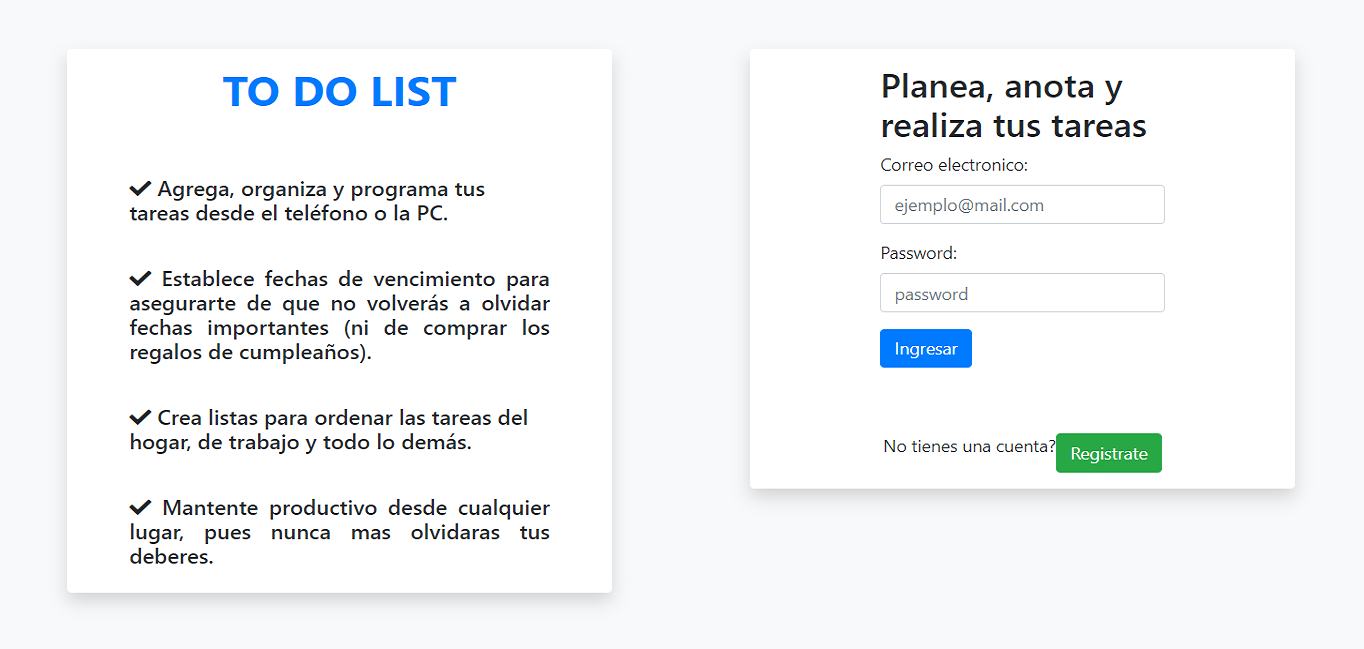 TO DO LIST
Agrega, organiza y programa tus
tareas desde el teléfono o la PC.
Establece fechas de vencimiento para
asegurarte de que no volverás a olvidar
fechas importantes (ni de comprar los
regalos de cumpleaños).
Crea listas para ordenar las tareas del
hogar, de trabajo y todo lo demás.
Mantente productivo desde cualquier
lugar, pues nunca mas olvidaras tus
deberes.
Planea, anota y
realiza tus tareas
Correo electronico:
ejemplo@mail.com
Password:
password
Ingresar
No tienes una cuenta? Registrate